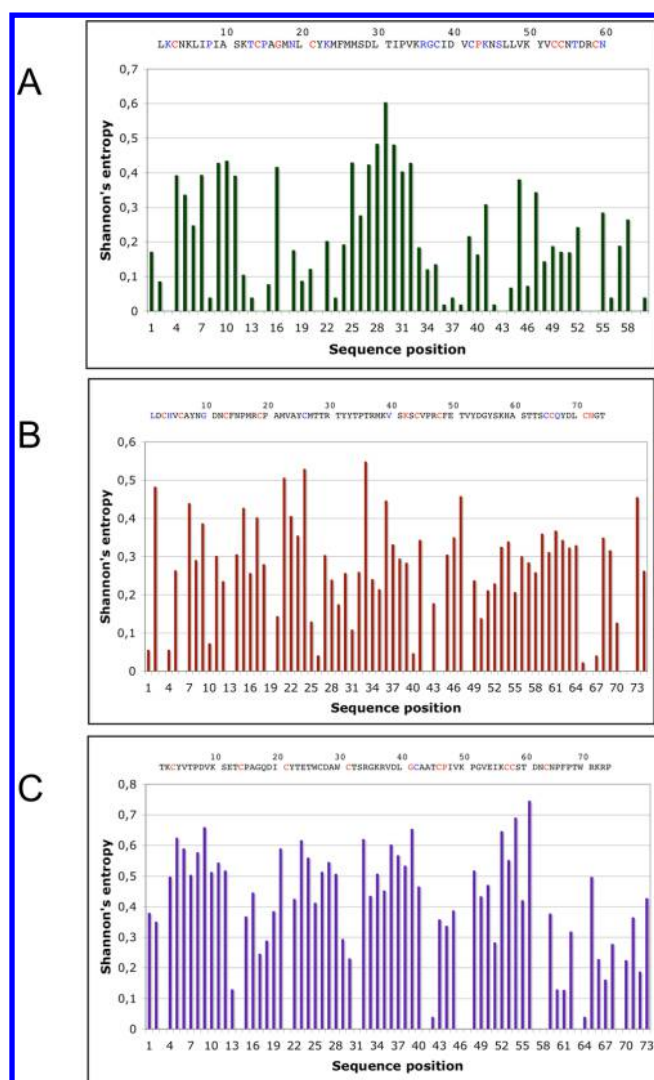 A
10 20 30 40 50 60
LKCNKLIPIA SKTCPAGMNL CYKMFMMSDL TIPVKRGCID VCPKNSLLVK YVCCNTDRCN
0,7
0,6
0,5
0,4
0,3
0,2
0,1
0
Shannon's entropy
1 4 7 10 13 16 19 22 25 28 31 34 37 40 43 46 49 52 55 58
Sequence position
B
10 20 30 40 50 60 70
LDCHVCAYNG DNCFNPMRCP AMVAYCMTTR TYYTPTRMKV SKSCVPRCFE TVYDGYSKHA STTSCCQYDL CNGT
0,6
0,5
0,4
0,3
0,2
0,1
0
Shannon's entropy
1 4 7 10 13 16 19 22 25 28 31 34 37 40 43 46 49 52 55 58 61 64 67 70 73
Sequence position
C
10 20 30 40 50 60 70
TKCYVTPDVK SETCPAGQDI CYTETWCDAW CTSRGKRVDL GCAATCPIVK PGVEIKCCST DNCNPFPTW RKRP
0,8
0,7
0,6
0,5
0,4
0,3
0,2
0,1
0
Shannon's entropy
1 4 7 10 13 16 19 22 25 28 31 34 37 40 43 46 49 52 55 58 61 64 67 70 73
Sequence position